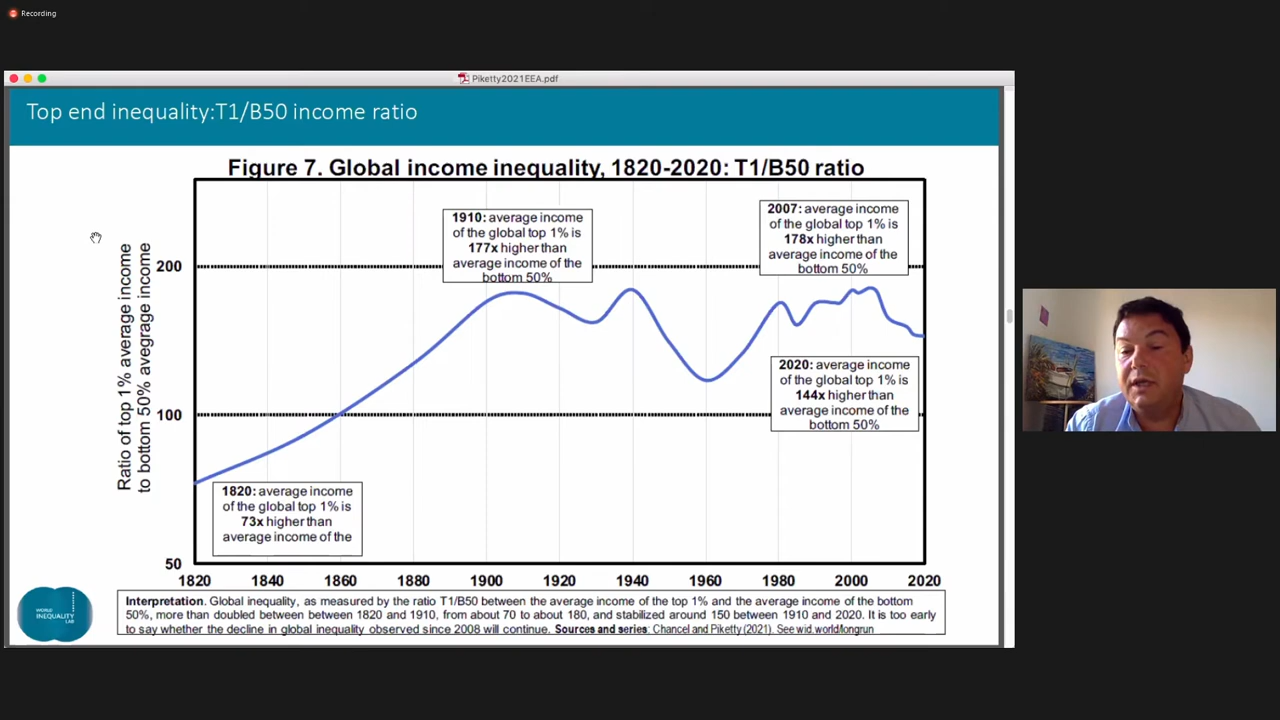 Recording
Piketty2021EEA.pdf
Top end inequality:T1/B50 income ratio
Figure 7. Global income inequality, 1820-2020: T1/B50 ratio
Ratio of top 1% average income
to bottom 50% avegrage income
200
100
50
1910: average income
of the global top 1% is
177x higher than
average income of the
bottom 50%
2007: average income
of the global top 1% is
178x higher than
average income of the
bottom 50%
2020: average income
of the global top 1% is
144x higher than
average income of the
bottom 50%
1820: average income
of the global top 1% is
73x higher than
average income of the
1820 1840 1860 1880 1900 1920 1940 1960 1980 2000 2020
WORLD
INEQUALITY
LAB
Interpretation. Global inequality, as measured by the ratio T1/B50 between the average income of the top 1% and the average income of the bottom
50%, more than doubled between between 1820 and 1910, from about 70 to about 180, and stabilized around 150 between 1910 and 2020. It is too early
to say whether the decline in global inequality observed since 2008 will continue. Sources and series: Chancel and Piketty (2021). See wid.world/longrun